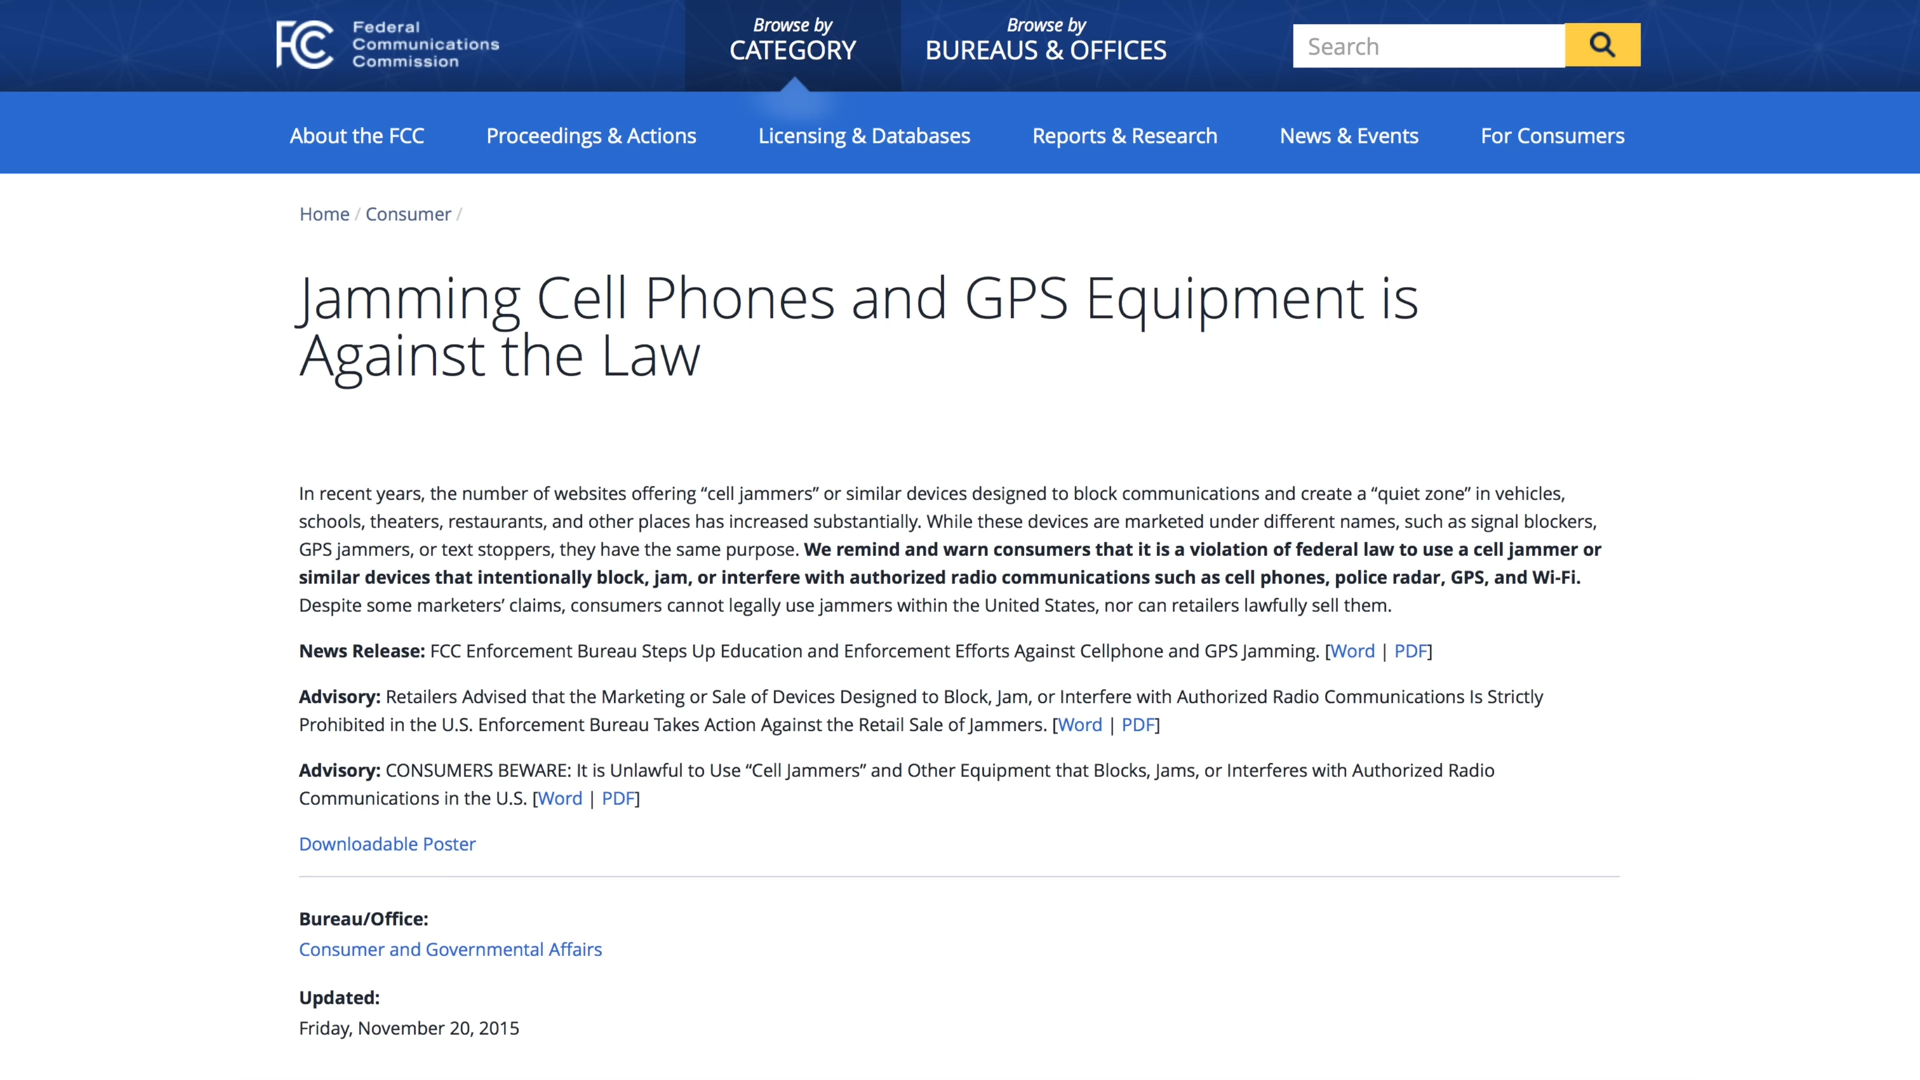 Federal
Communications
Commission
Browse by
CATEGORY
Browse by
BUREAUS & OFFICES
Search
About the FCC
Proceedings & Actions
Licensing & Databases
Reports & Research
News & Events
For Consumers
Home / Consumer /
Jamming Cell Phones and GPS Equipment is
Against the Law
In recent years, the number of websites offering “cell jammers” or similar devices designed to block communications and create a “quiet zone” in vehicles,
schools, theaters, restaurants, and other places has increased substantially. While these devices are marketed under different names, such as signal blockers,
GPS jammers, or text stoppers, they have the same purpose. We remind and warn consumers that it is a violation of federal law to use a cell jammer or
similar devices that intentionally block, jam, or interfere with authorized radio communications such as cell phones, police radar, GPS, and Wi-Fi.
Despite some marketers’ claims, consumers cannot legally use jammers within the United States, nor can retailers lawfully sell them.
News Release: FCC Enforcement Bureau Steps Up Education and Enforcement Efforts Against Cellphone and GPS Jamming. [Word | PDF]
Advisory: Retailers Advised that the Marketing or Sale of Devices Designed to Block, Jam, or Interfere with Authorized Radio Communications Is Strictly
Prohibited in the U.S. Enforcement Bureau Takes Action Against the Retail Sale of Jammers. [Word | PDF]
Advisory: CONSUMERS BEWARE: It is Unlawful to Use “Cell Jammers” and Other Equipment that Blocks, Jams, or Interferes with Authorized Radio
Communications in the U.S. [Word | PDF]
Downloadable Poster
Bureau/Office:
Consumer and Governmental Affairs
Updated:
Friday, November 20, 2015